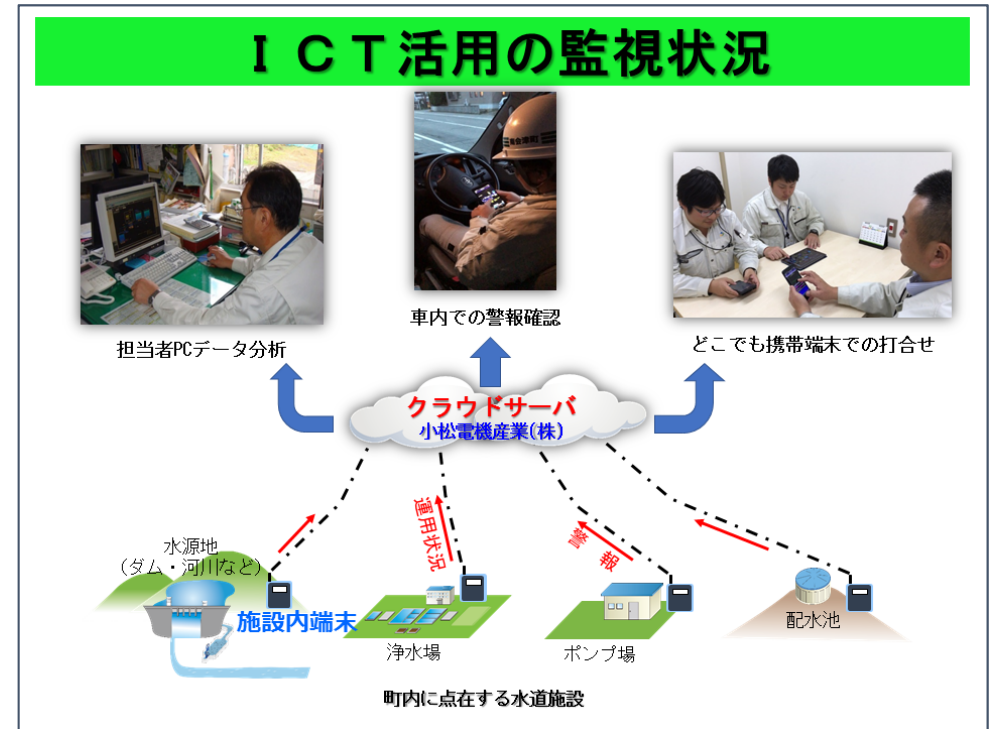 ＩＣＴ活用の監視状況
車内での警報確認
担当者PCデータ分析
どこでも携帯端末での打合せ
クラウドサーバ
小松電機産業(株)
運用状況
警報
水源地
(ダム・河川など)
施設内端末
浄水場
ポンプ場
配水池
町内に点在する水道施設